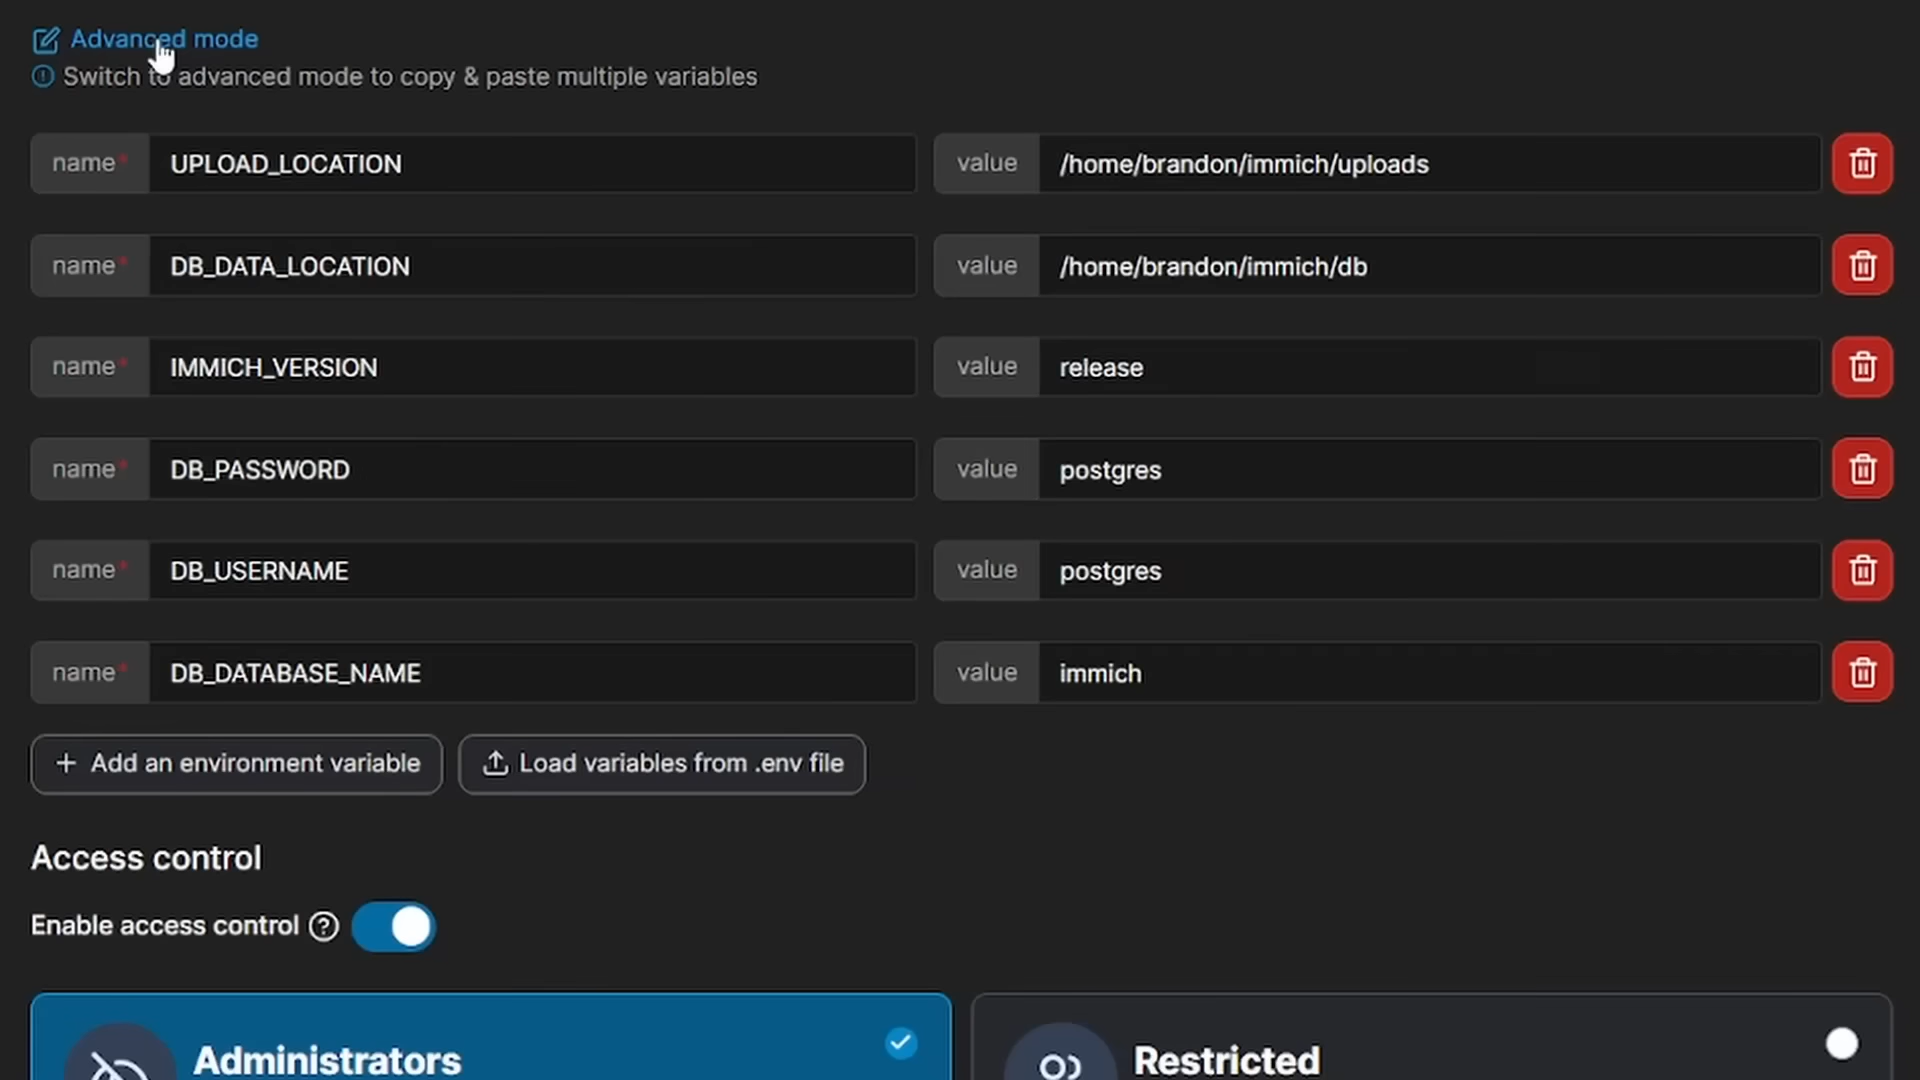 Advanced mode
Switch to advanced mode to copy & paste multiple variables
name* UPLOAD_LOCATION value /home/brandon/immich/uploads
name* DB_DATA_LOCATION value /home/brandon/immich/db
name* IMMICH_VERSION value release
name* DB_PASSWORD value postgres
name* DB_USERNAME value postgres
name* DB_DATABASE_NAME value immich
+ Add an environment variable Load variables from .env file
Access control
Enable access control
Administrators Restricted